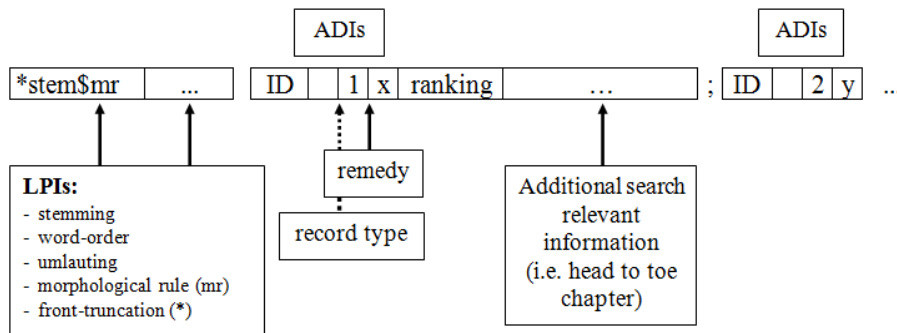 ADIs
ADIs
*stem$mr ... ID 1 x ranking ... ; ID 2 y ...
remedy
record type
LPIs:
- stemming
- word-order
- umlauting
- morphological rule (mr)
- front-truncation (*)
Additional search
relevant
information
(i.e. head to toe
chapter)